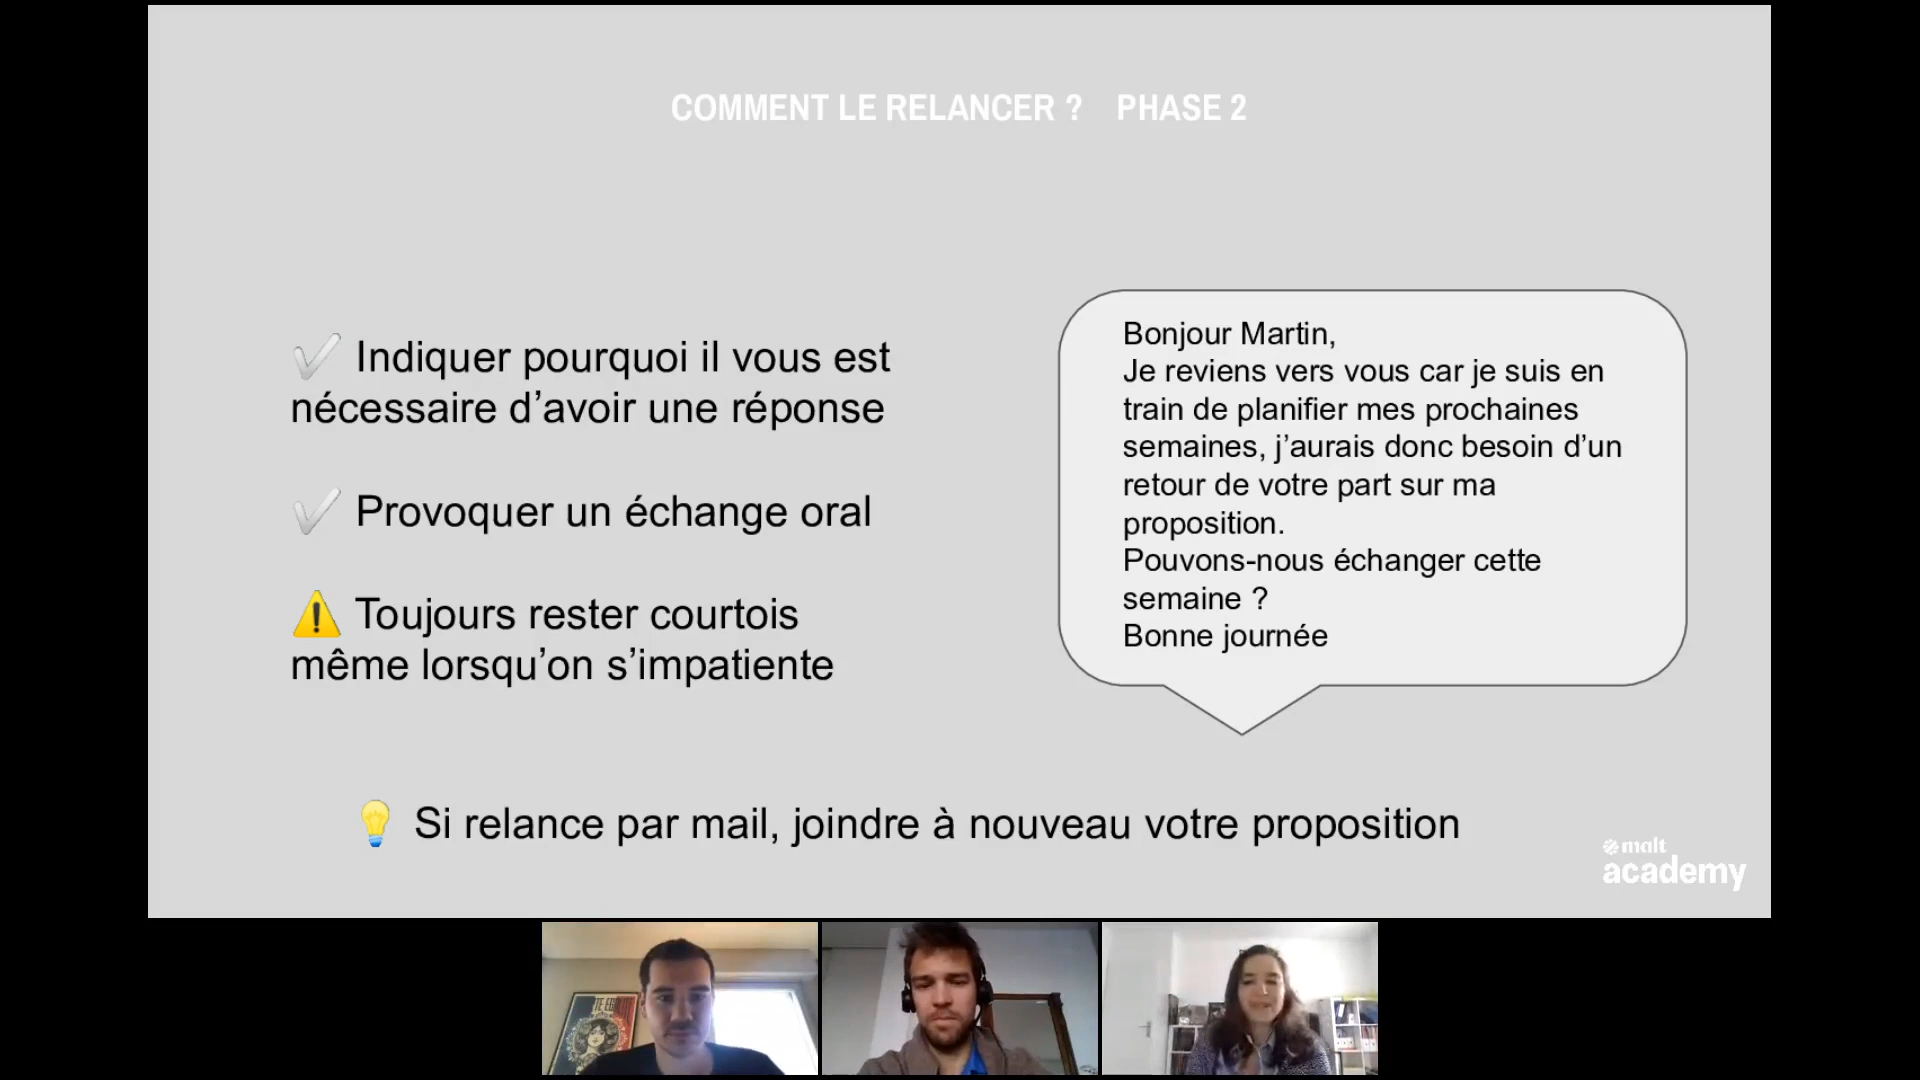 COMMENT LE RELANCER ? PHASE 2
✔️ Indiquer pourquoi il vous est
nécessaire d’avoir une réponse
✔️ Provoquer un échange oral
⚠️ Toujours rester courtois
même lorsqu’on s’impatiente
Bonjour Martin,
Je reviens vers vous car je suis en
train de planifier mes prochaines
semaines, j’aurais donc besoin d’un
retour de votre part sur ma
proposition.
Pouvons-nous échanger cette
semaine ?
Bonne journée
💡 Si relance par mail, joindre à nouveau votre proposition
malt
academy